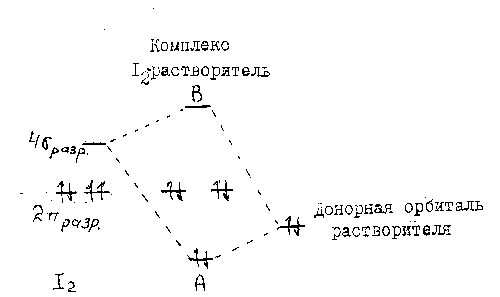 Комплекс
I₂растворитель
B
4σразр.
2πразр.
Донорная орбиталь
растворителя
A
I₂